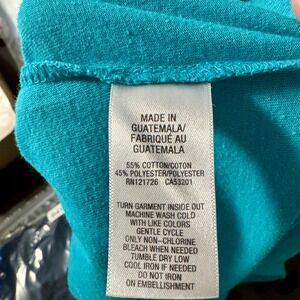 MADE IN
GUATEMALA/
FABRIQUÉ AU
GUATEMALA
55% COTTON/COTON
45% POLYESTER/POLYESTER
RN121726 CA53201
TURN GARMENT INSIDE OUT
MACHINE WASH COLD
WITH LIKE COLORS
GENTLE CYCLE
ONLY NON-CHLORINE
BLEACH WHEN NEEDED
TUMBLE DRY LOW
COOL IRON IF NEEDED
DO NOT IRON
ON EMBELLISHMENT